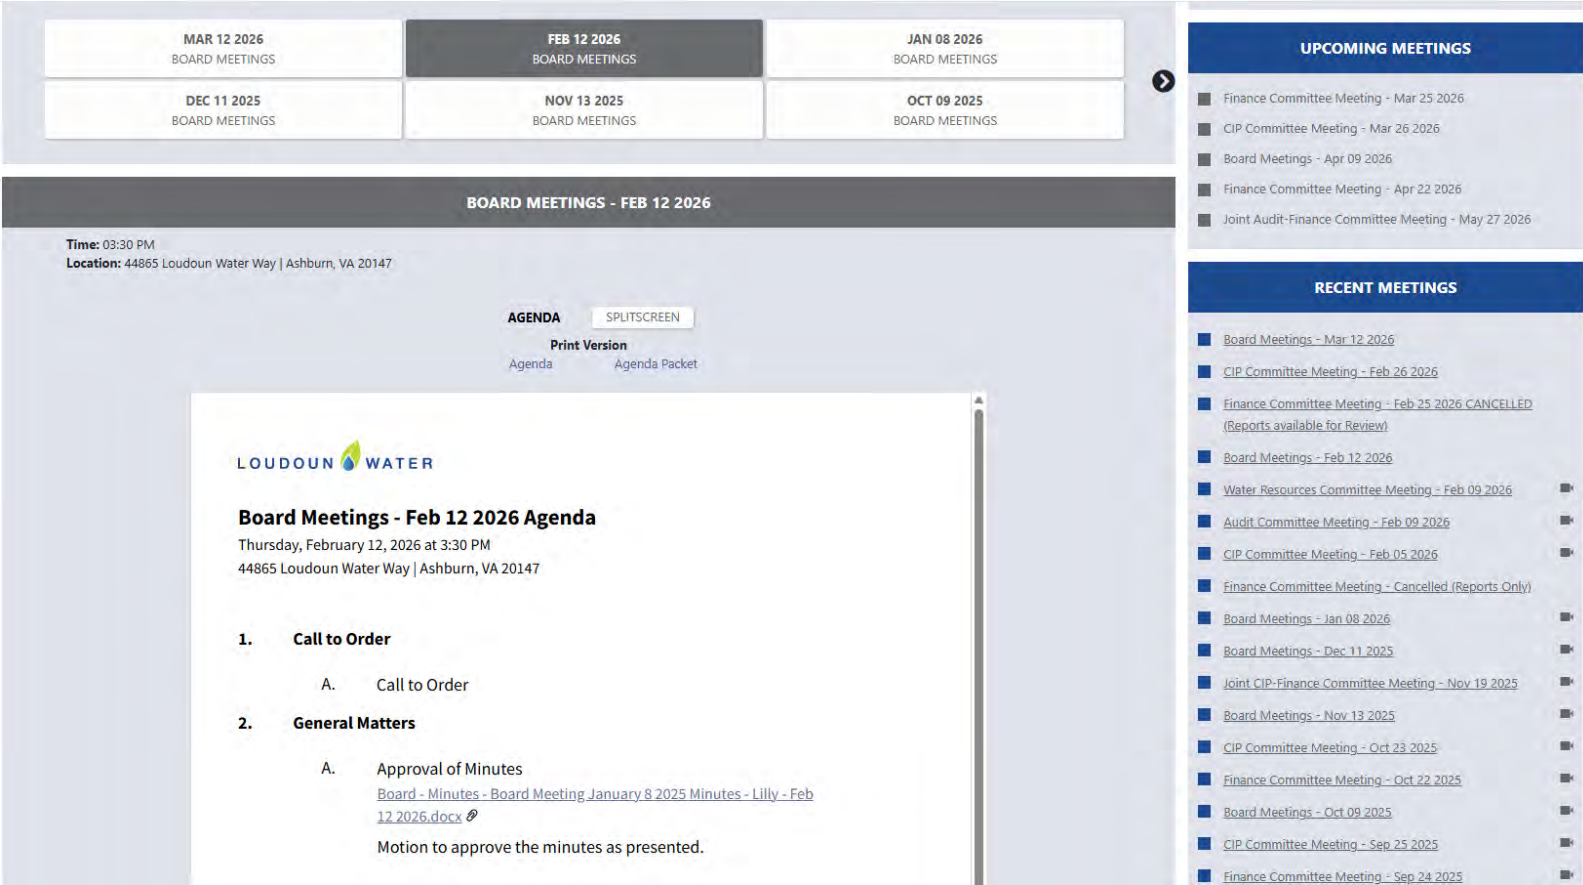 MAR 12 2026
BOARD MEETINGS
FEB 12 2026
BOARD MEETINGS
JAN 08 2026
BOARD MEETINGS
DEC 11 2025
BOARD MEETINGS
NOV 13 2025
BOARD MEETINGS
OCT 09 2025
BOARD MEETINGS
BOARD MEETINGS - FEB 12 2026
Time: 03:30 PM
Location: 44865 Loudoun Water Way | Ashburn, VA 20147
AGENDA SPLITSCREEN
Print Version
Agenda Agenda Packet
LOUDOUN WATER
Board Meetings - Feb 12 2026 Agenda
Thursday, February 12, 2026 at 3:30 PM
44865 Loudoun Water Way | Ashburn, VA 20147
1. Call to Order
A. Call to Order
2. General Matters
A. Approval of Minutes
Board - Minutes - Board Meeting January 8 2025 Minutes - Lilly - Feb
12 2026.docx
Motion to approve the minutes as presented.
UPCOMING MEETINGS
Finance Committee Meeting - Mar 25 2026
CIP Committee Meeting - Mar 26 2026
Board Meetings - Apr 09 2026
Finance Committee Meeting - Apr 22 2026
Joint Audit-Finance Committee Meeting - May 27 2026
RECENT MEETINGS
Board Meetings - Mar 12 2026
CIP Committee Meeting - Feb 26 2026
Finance Committee Meeting - Feb 25 2026 CANCELLED
(Reports available for Review)
Board Meetings - Feb 12 2026
Water Resources Committee Meeting - Feb 09 2026
Audit Committee Meeting - Feb 09 2026
CIP Committee Meeting - Feb 05 2026
Finance Committee Meeting - Cancelled (Reports Only)
Board Meetings - Jan 08 2026
Board Meetings - Dec 11 2025
Joint CIP-Finance Committee Meeting - Nov 19 2025
Board Meetings - Nov 13 2025
CIP Committee Meeting - Oct 23 2025
Finance Committee Meeting - Oct 22 2025
Board Meetings - Oct 09 2025
CIP Committee Meeting - Sep 25 2025
Finance Committee Meeting - Sep 24 2025